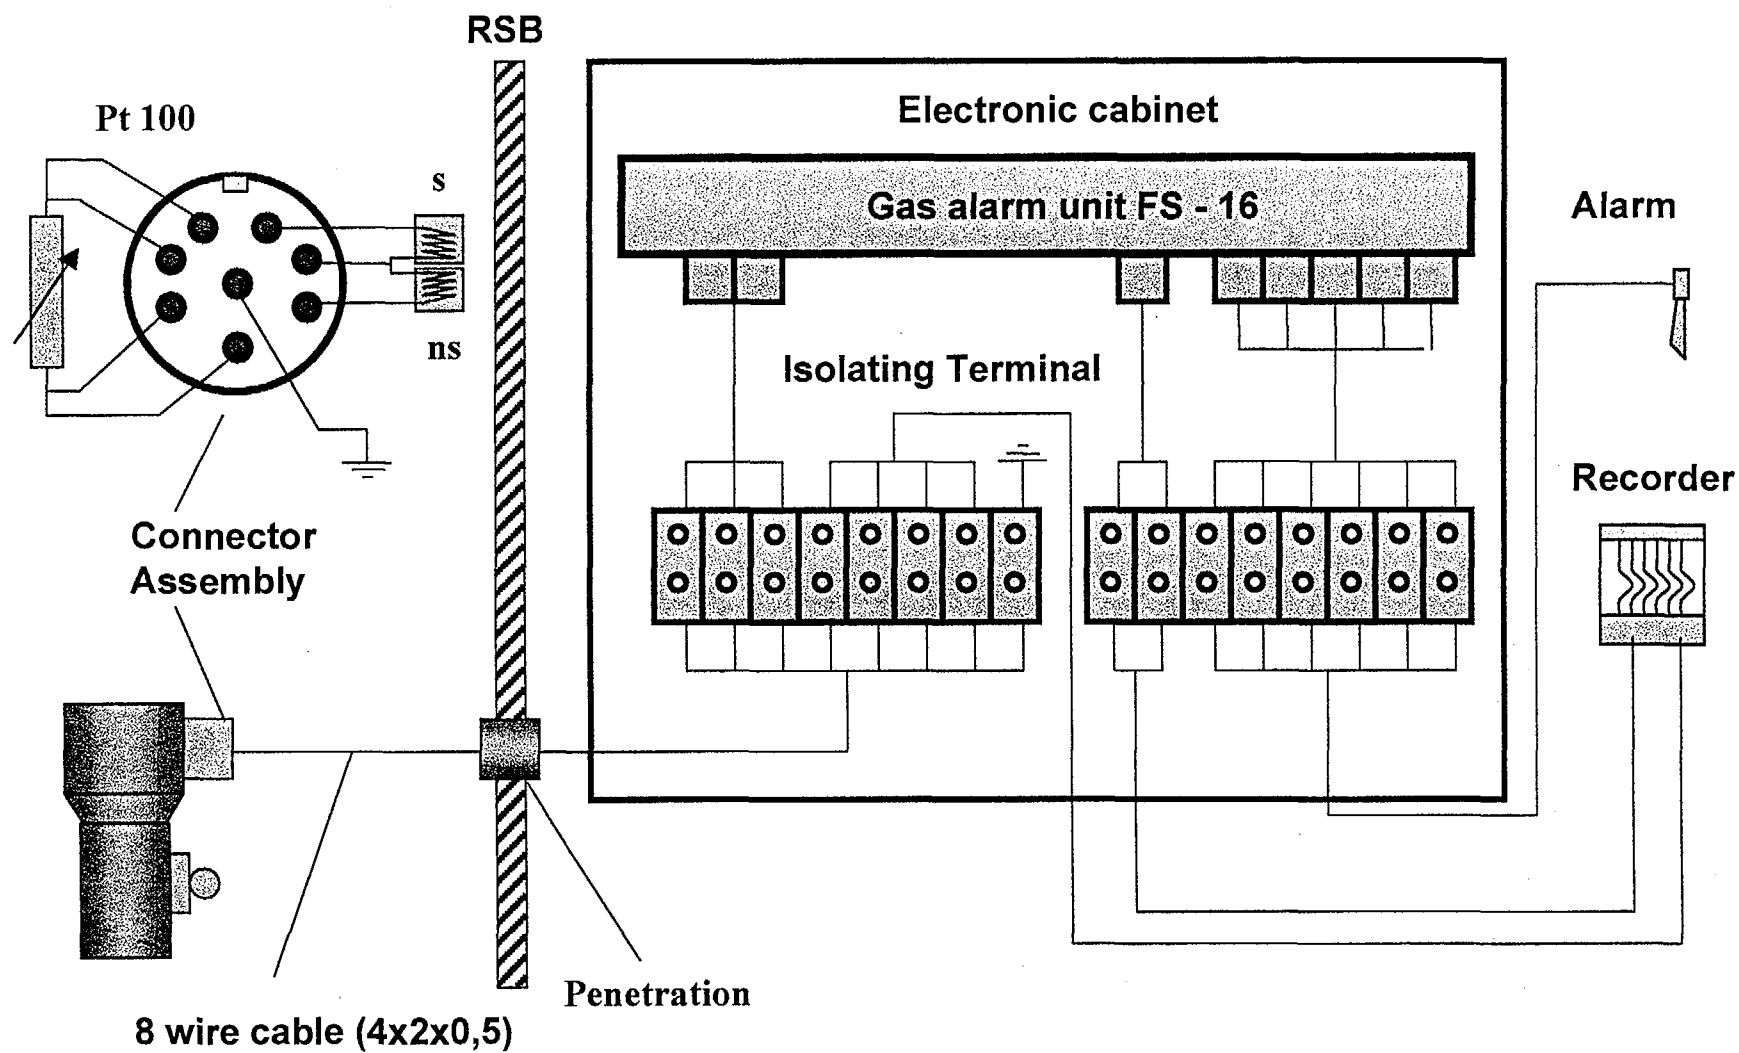 RSB
Electronic cabinet
Pt 100
s
Gas alarm unit FS - 16
Alarm
ns
Isolating Terminal
Recorder
Connector
Assembly
Penetration
8 wire cable (4x2x0,5)